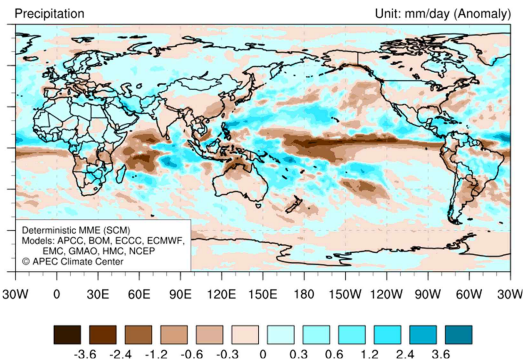 Precipitation Unit: mm/day (Anomaly)
Deterministic MME (SCM)
Models: APCC, BOM, ECCC, ECMWF,
EMC, GMAO, HMC, NCEP
© APEC Climate Center
30W 0 30E 60E 90E 120E 150E 180 150W 120W 90W 60W 30W
-3.6 -2.4 -1.2 -0.6 -0.3 0 0.3 0.6 1.2 2.4 3.6